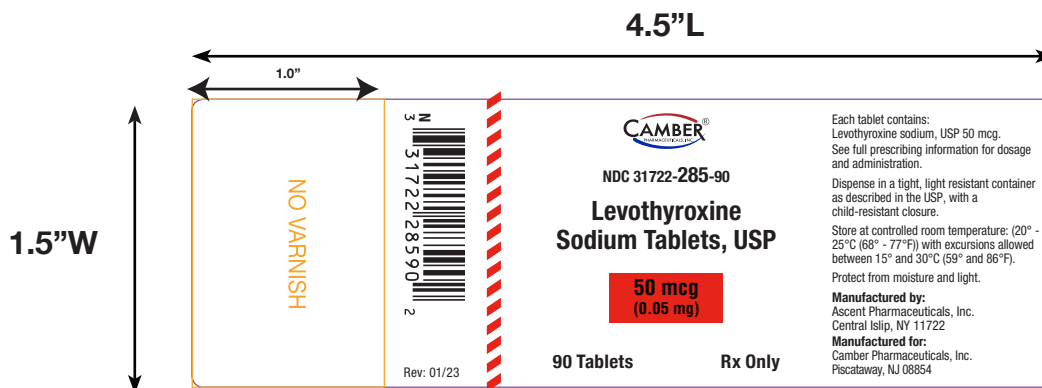 4.5”L
1.0”
1.5”W
NO VARNISH
N
3 31722 28590 2
Rev: 01/23
CAMBER®
PHARMACEUTICALS, INC
NDC 31722-285-90
Levothyroxine
Sodium Tablets, USP
50 mcg
(0.05 mg)
90 Tablets Rx Only
Each tablet contains:
Levothyroxine sodium, USP 50 mcg.
See full prescribing information for dosage
and administration.
Dispense in a tight, light resistant container
as described in the USP, with a
child-resistant closure.
Store at controlled room temperature: (20° -
25°C (68° - 77°F)) with excursions allowed
between 15° and 30°C (59° and 86°F).
Protect from moisture and light.
Manufactured by:
Ascent Pharmaceuticals, Inc.
Central Islip, NY 11722
Manufactured for:
Camber Pharmaceuticals, Inc.
Piscataway, NJ 08854